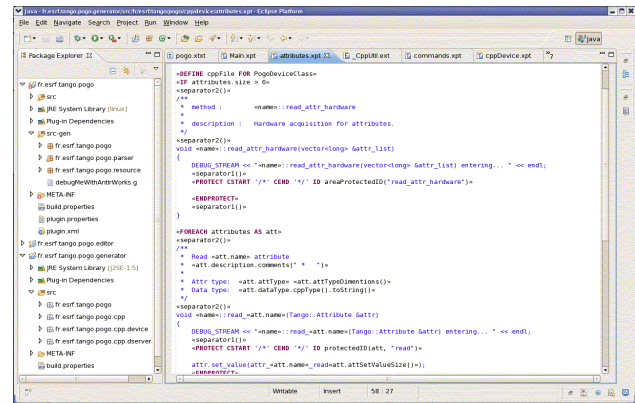 Java - fr.esrf.tango.pogo.generator/src/fr/esrf/tango/pogo/cppdevice/attributes.xpt - Eclipse Platform
File Edit Navigate Search Project Run Window Help
Java
Package Explorer
pogo.xtxt Main.xpt attributes.xpt _CppUtil.ext commands.xpt cppDevice.xpt »7
fr.esrf.tango.pogo
src
JRE System Library [linux]
Plug-in Dependencies
src-gen
fr.esrf.tango.pogo
fr.esrf.tango.pogo.parser
fr.esrf.tango.pogo.resource
debugMeWithAntlrWorks.g
META-INF
build.properties
plugin.properties
plugin.xml
fr.esrf.tango.pogo.editor
fr.esrf.tango.pogo.generator
JRE System Library [J2SE-1.5]
Plug-in Dependencies
src
fr.esrf.tango.pogo
fr.esrf.tango.pogo.cpp
fr.esrf.tango.pogo.cpp.device
fr.esrf.tango.pogo.cpp.dserver
META-INF
build.properties
«DEFINE cppFile FOR PogoDeviceClass»
«IF attributes.size > 0»
«separator2()»
/**
* method : «name»::read_attr_hardware
*
* description : Hardware acquisition for attributes.
*/
«separator2()»
void «name»::read_attr_hardware(vector<long> &attr_list)
{
DEBUG_STREAM << "«name»::read_attr_hardware(vector<long> &attr_list) entering... " << endl;
«separator1()»
«PROTECT CSTART '/*' CEND '*/' ID areaProtectedID("read_attr_hardware")»
«ENDPROTECT»
«separator1()»
}
«FOREACH attributes AS att»
«separator2()»
/**
* Read «att.name» attribute
* «att.description.comments(" * ")»
*
* Attr type: «att.attType» «att.attTypeDimentions()»
* Data type: «att.dataType.cppType().toString()»
*/
«separator2()»
void «name»::read_«att.name»(Tango::Attribute &attr)
{
DEBUG_STREAM << "«name»::read_«att.name»(Tango::Attribute &attr) entering... " << endl;
«separator1()»
«PROTECT CSTART '/*' CEND '*/' ID protectedID(att, "read")»
attr.set_value(attr_«att.name»_read«att.attSetValueSize()»);
«ENDPROTECT»
Writable Insert 58 : 27